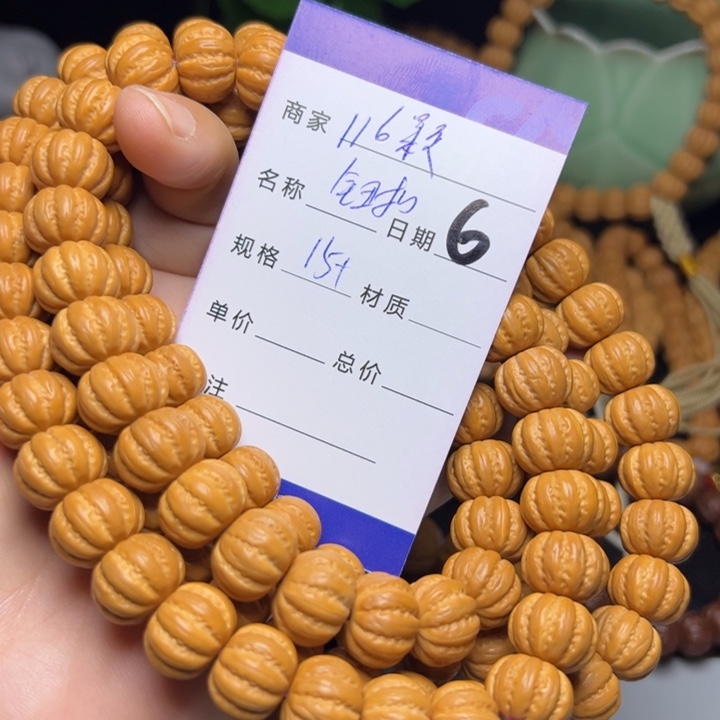 商家 116颗
名称 日期 6
规格 15+ 材质
单价 总价
注